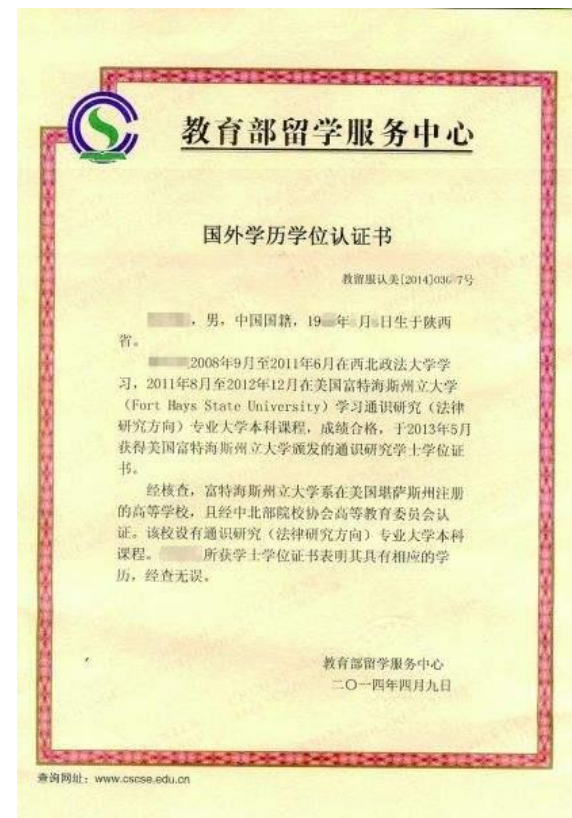 教育部留学服务中心
国外学历学位认证书
教留服认美[2014]036 7号
，男，中国国籍，19 年 月 日生于陕西
省。
2008年9月至2011年6月在西北政法大学学
习，2011年8月至2012年12月在美国富特海斯州立大学
（Fort Hays State University）学习通识研究（法律
研究方向）专业大学本科课程，成绩合格，于2013年5月
获得美国富特海斯州立大学颁发的通识研究学士学位证
书。
经核查，富特海斯州立大学系在美国堪萨斯州注册
的高等学校，且经中北部院校协会高等教育委员会认
证。该校设有通识研究（法律研究方向）专业大学本科
课程。 所获学士学位证书表明其具有相应的学
历，经查无误。
教育部留学服务中心
二〇一四年四月九日
查询网址：www.cscse.edu.cn